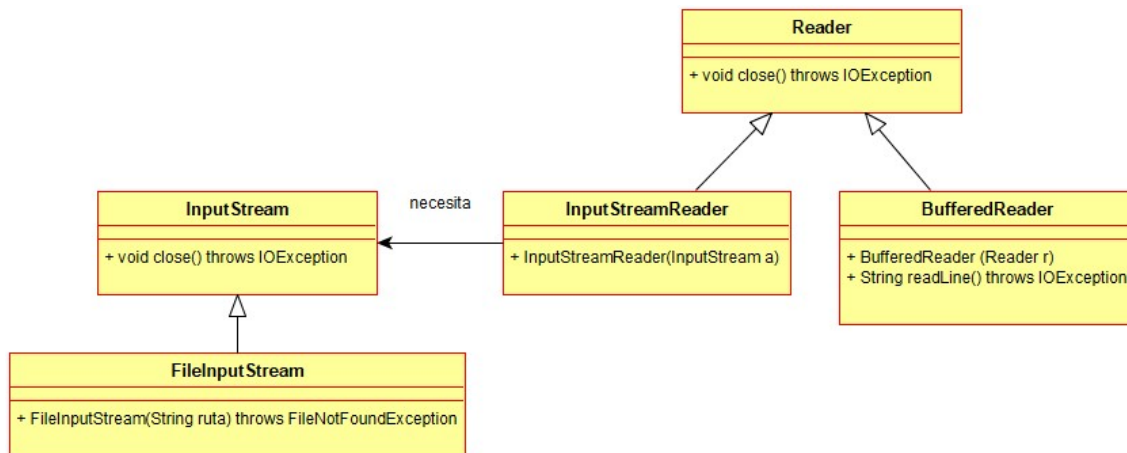 Reader
+ void close() throws IOException
necesita
InputStream
+ void close() throws IOException
InputStreamReader
+ InputStreamReader(InputStream a)
BufferedReader
+ BufferedReader (Reader r)
+ String readLine() throws IOException
FileInputStream
+ FileInputStream(String ruta) throws FileNotFoundException